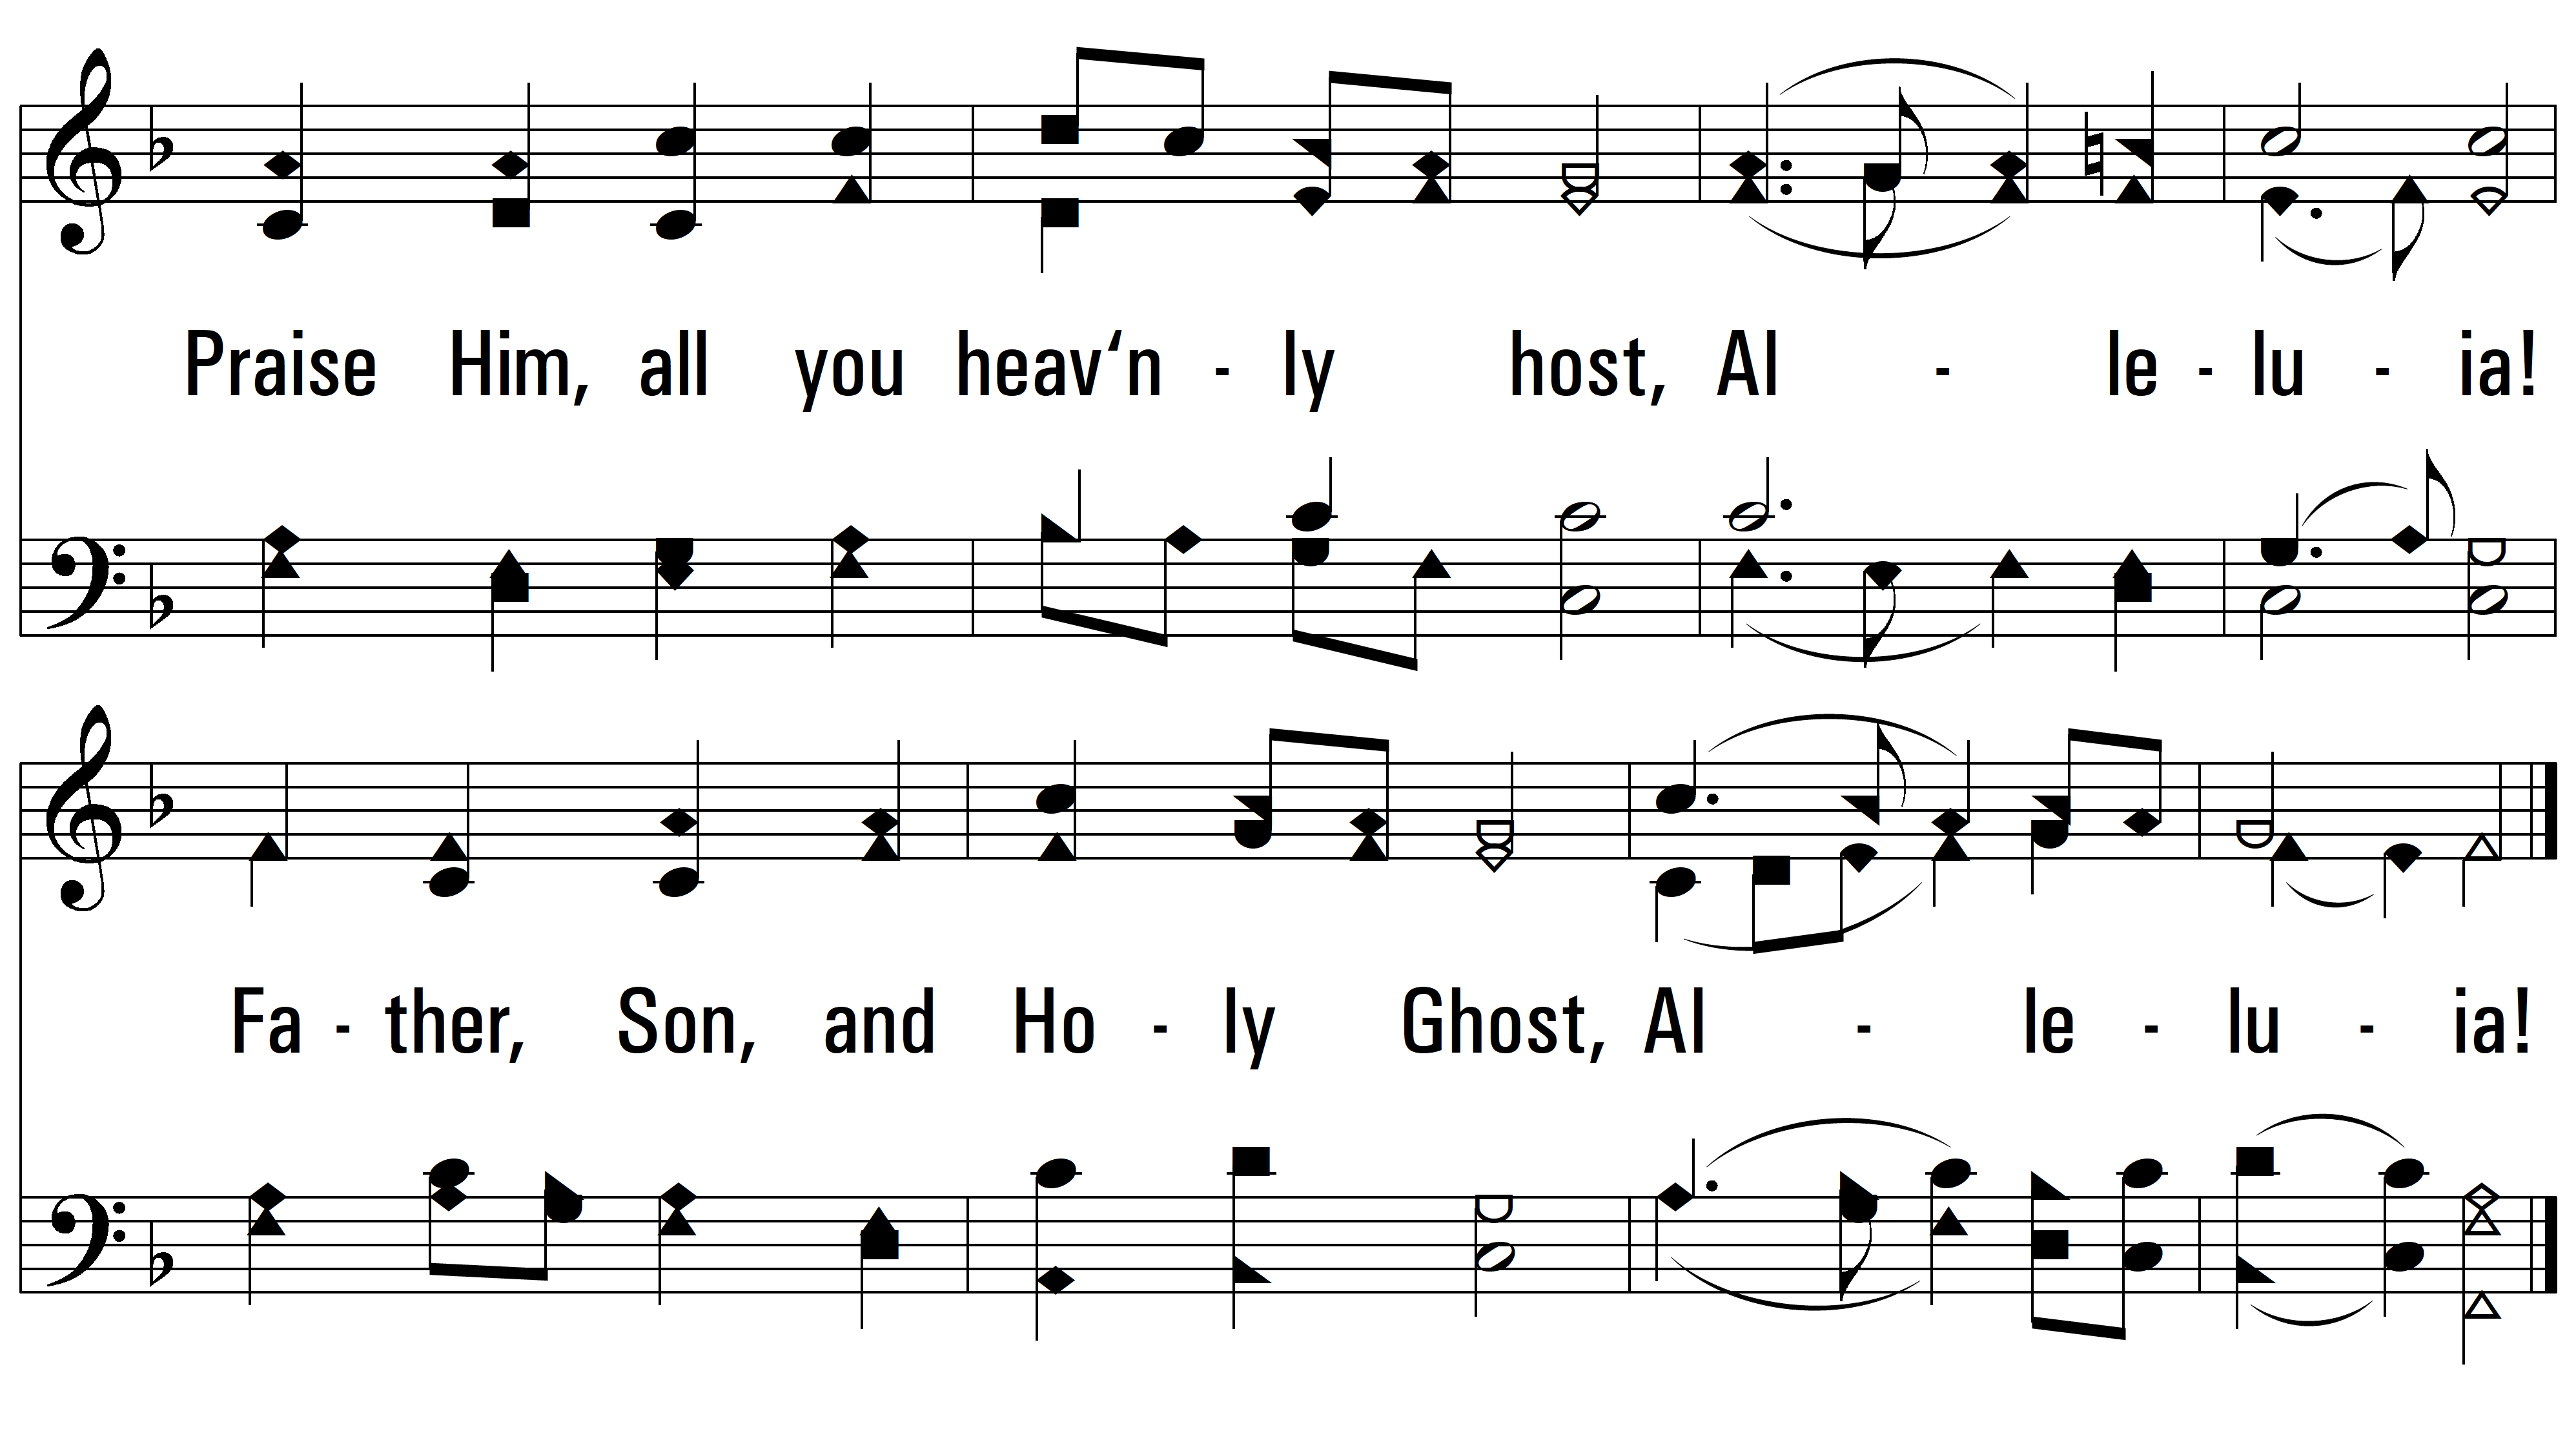 Praise Him, all you heav‘n - ly host, Al - le - lu - ia!
Fa - ther, Son, and Ho - ly Ghost, Al - le - lu - ia!